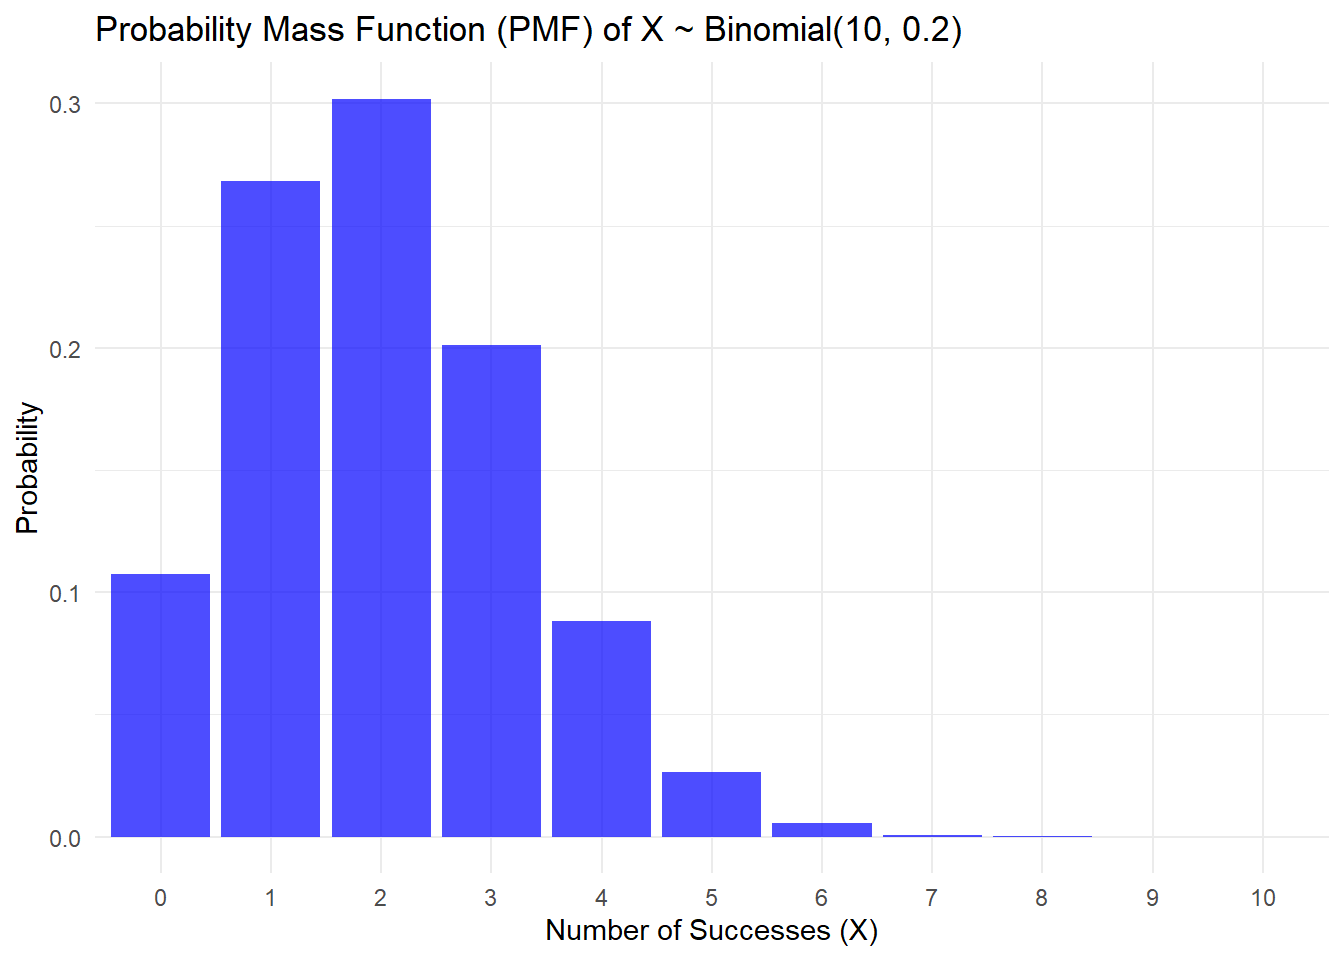 Probability Mass Function (PMF) of X ~ Binomial(10, 0.2)
Probability
0.3
0.2
0.1
0.0
0 1 2 3 4 5 6 7 8 9 10
Number of Successes (X)